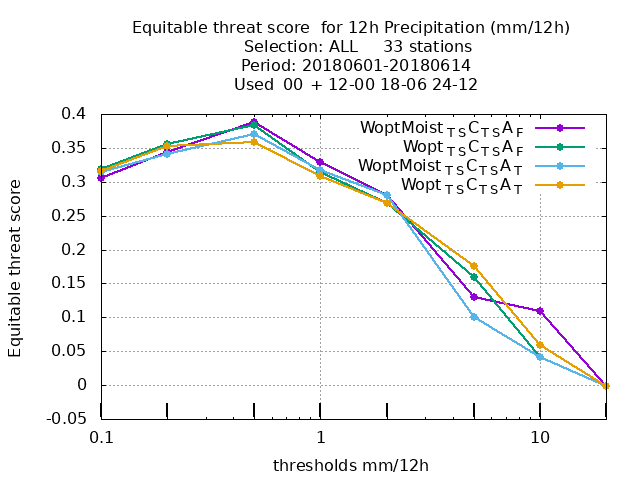 Equitable threat score  for 12h Precipitation (mm/12h)
Selection: ALL     33 stations
Period: 20180601-20180614
Used  00  + 12-00 18-06 24-12
0.4
0.35
0.3
0.25
0.2
0.15
0.1
0.05
0
-0.05
Equitable threat score
WoptMoist TS C TS A F
Wopt TS C TS A F
WoptMoist TS C TS A T
Wopt TS C TS A T
0.1 1 10
thresholds mm/12h